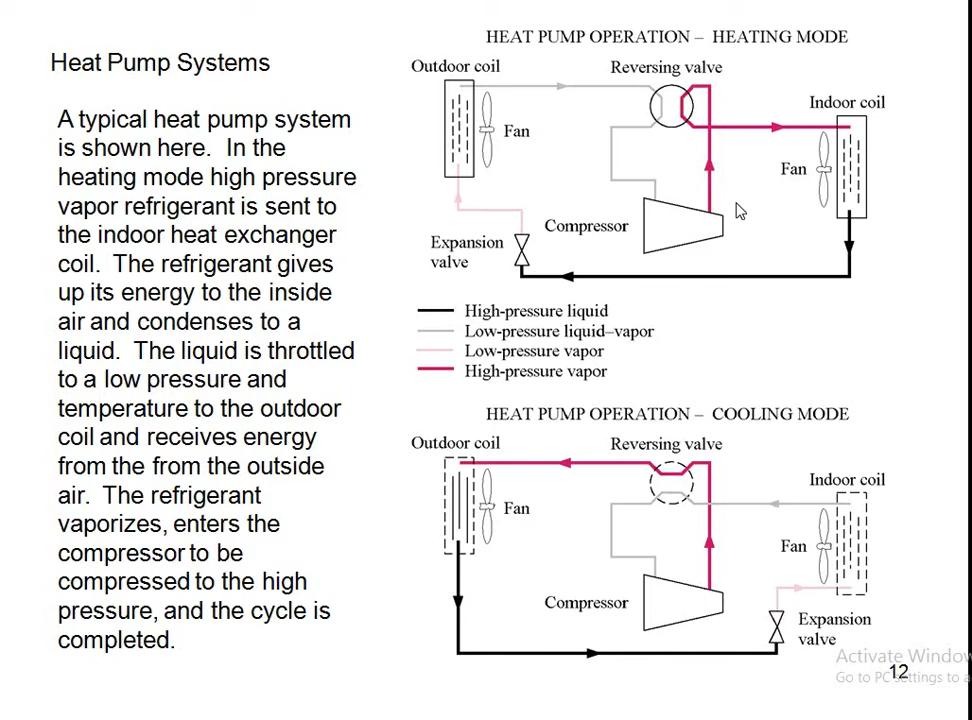 Heat Pump Systems
A typical heat pump system
is shown here.  In the
heating mode high pressure
vapor refrigerant is sent to
the indoor heat exchanger
coil.  The refrigerant gives
up its energy to the inside
air and condenses to a
liquid.  The liquid is throttled
to a low pressure and
temperature to the outdoor
coil and receives energy
from the from the outside
air.  The refrigerant
vaporizes, enters the
compressor to be
compressed to the high
pressure, and the cycle is
completed.
HEAT PUMP OPERATION – HEATING MODE
Outdoor coil
Reversing valve
Indoor coil
Fan
Fan
Compressor
Expansion
valve
High-pressure liquid
Low-pressure liquid–vapor
Low-pressure vapor
High-pressure vapor
HEAT PUMP OPERATION – COOLING MODE
Outdoor coil
Reversing valve
Indoor coil
Fan
Fan
Compressor
Expansion
valve
Activate Window
Go to PC settings to a
12